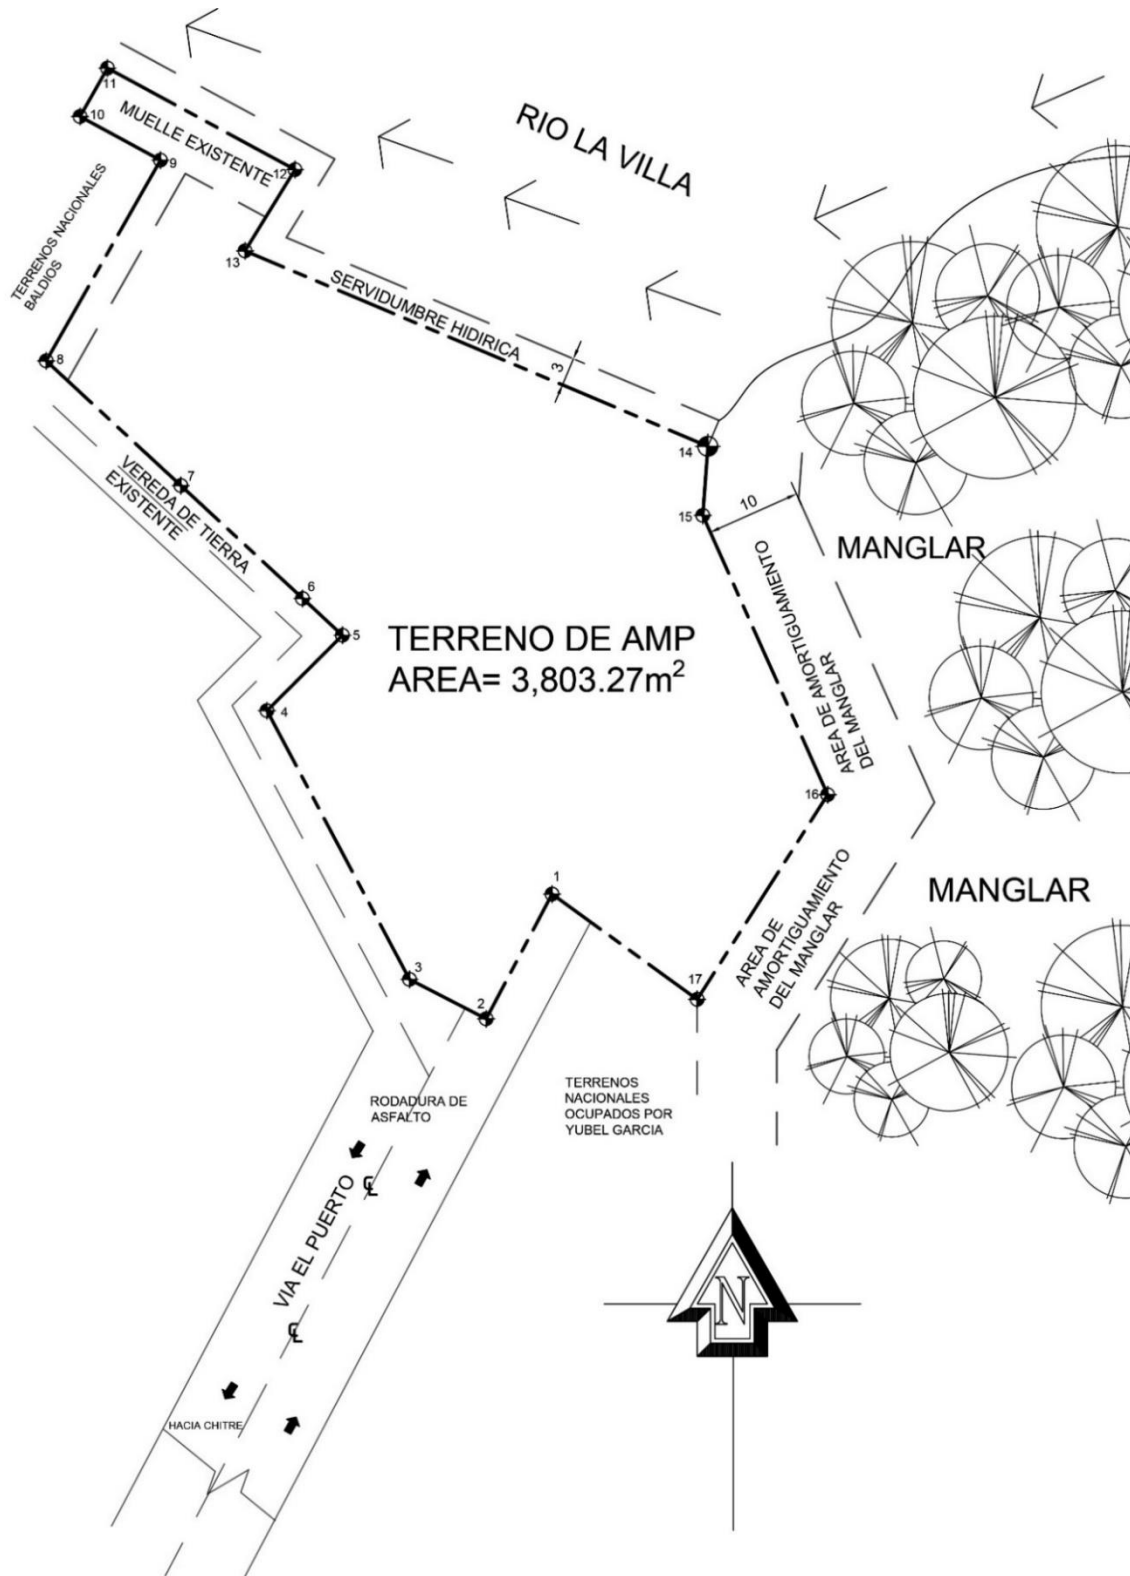 11
10
MUELLE EXISTENTE
RIO LA VILLA
9
12
TERRENOS NACIONALES
BALDIOS
13
SERVIDUMBRE HIDIRICA
8
3
14
7
VEREDA DE TIERRA
EXISTENTE
15
10
MANGLAR
AREA DE AMORTIGUAMIENTO
DEL MANGLAR
6
5
TERRENO DE AMP
AREA= 3,803.27m²
4
16
1
MANGLAR
AREA DE
AMORTIGUAMIENTO
DEL MANGLAR
3
2
17
TERRENOS
NACIONALES
OCUPADOS POR
YUBEL GARCIA
RODADURA DE
ASFALTO
℄
VIA EL PUERTO
℄
N
HACIA CHITRE